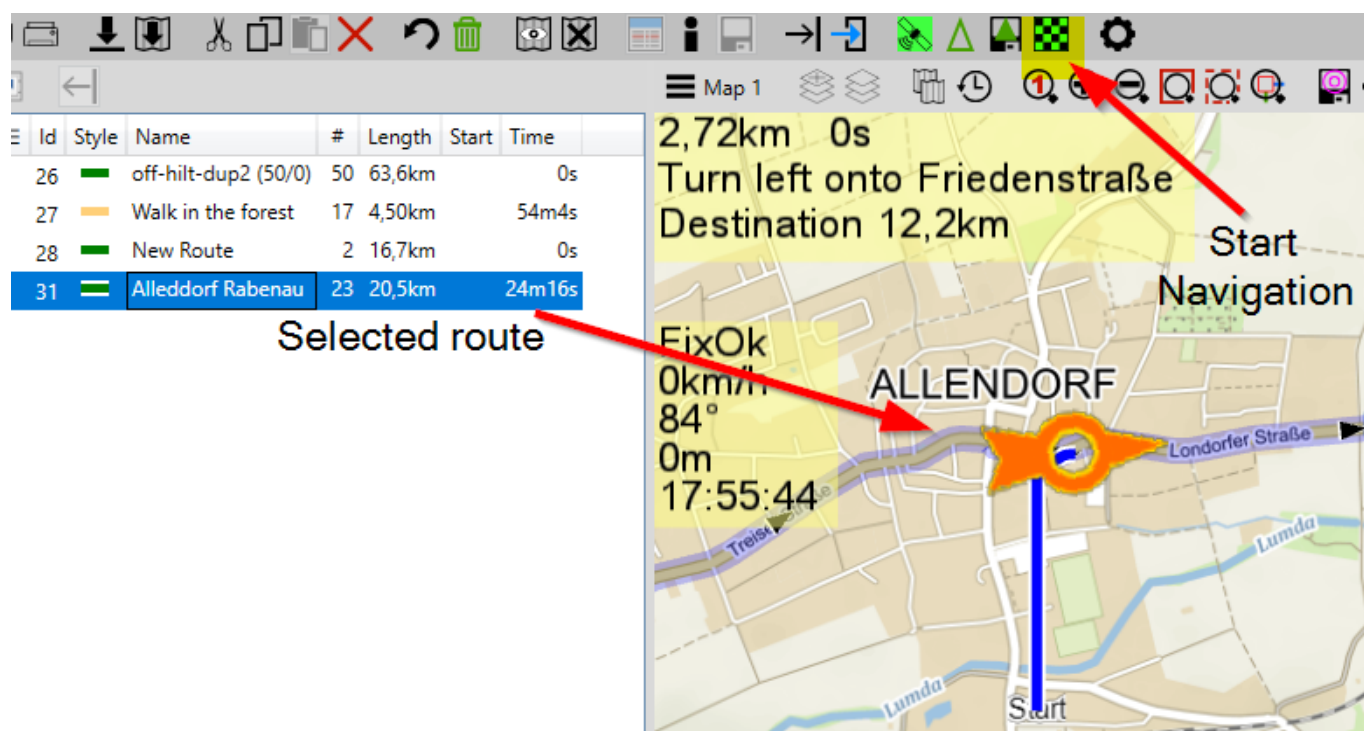 Map 1
Id Style Name # Length Start Time
26 off-hilt-dup2 (50/0) 50 63,6km 0s
27 Walk in the forest 17 4,50km 54m4s
28 New Route 2 16,7km 0s
31 Alleddorf Rabenau 23 20,5km 24m16s
Selected route
2,72km 0s
Turn left onto Friedenstraße
Destination 12,2km
Start
Navigation
FixOk
0km/h
84°
0m
17:55:44
ALLENDORF
Londorfer Straße
Lumda
Lumda
Start